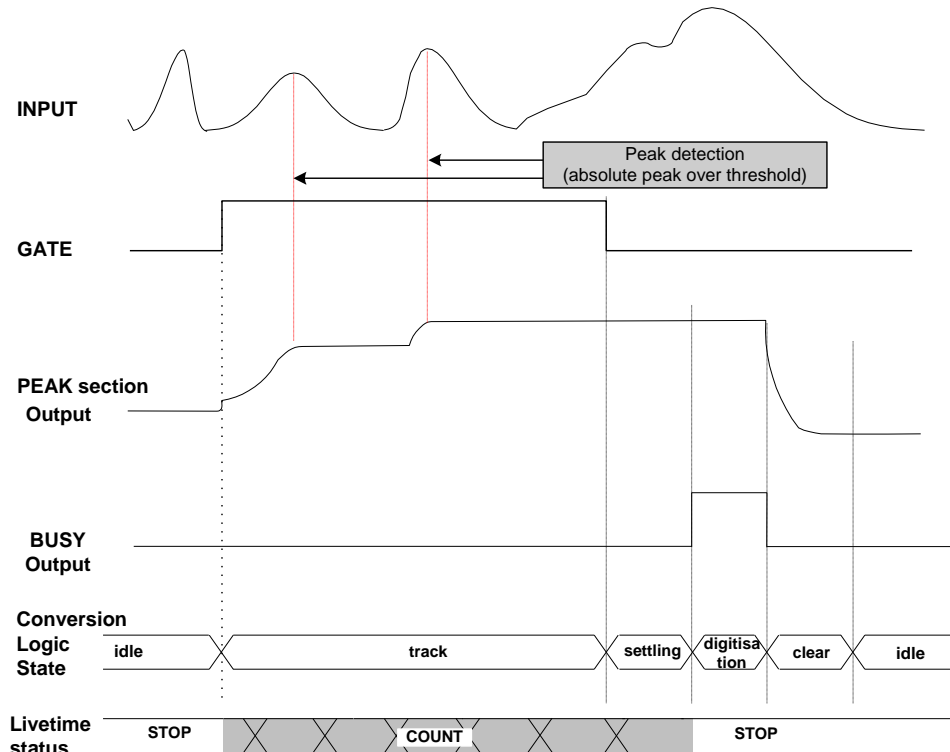 INPUT
Peak detection
(absolute peak over threshold)
GATE
PEAK section
Output
BUSY
Output
Conversion
Logic
State
idle
track
settling
digitisa
tion
clear
idle
Livetime
status
STOP
COUNT
STOP